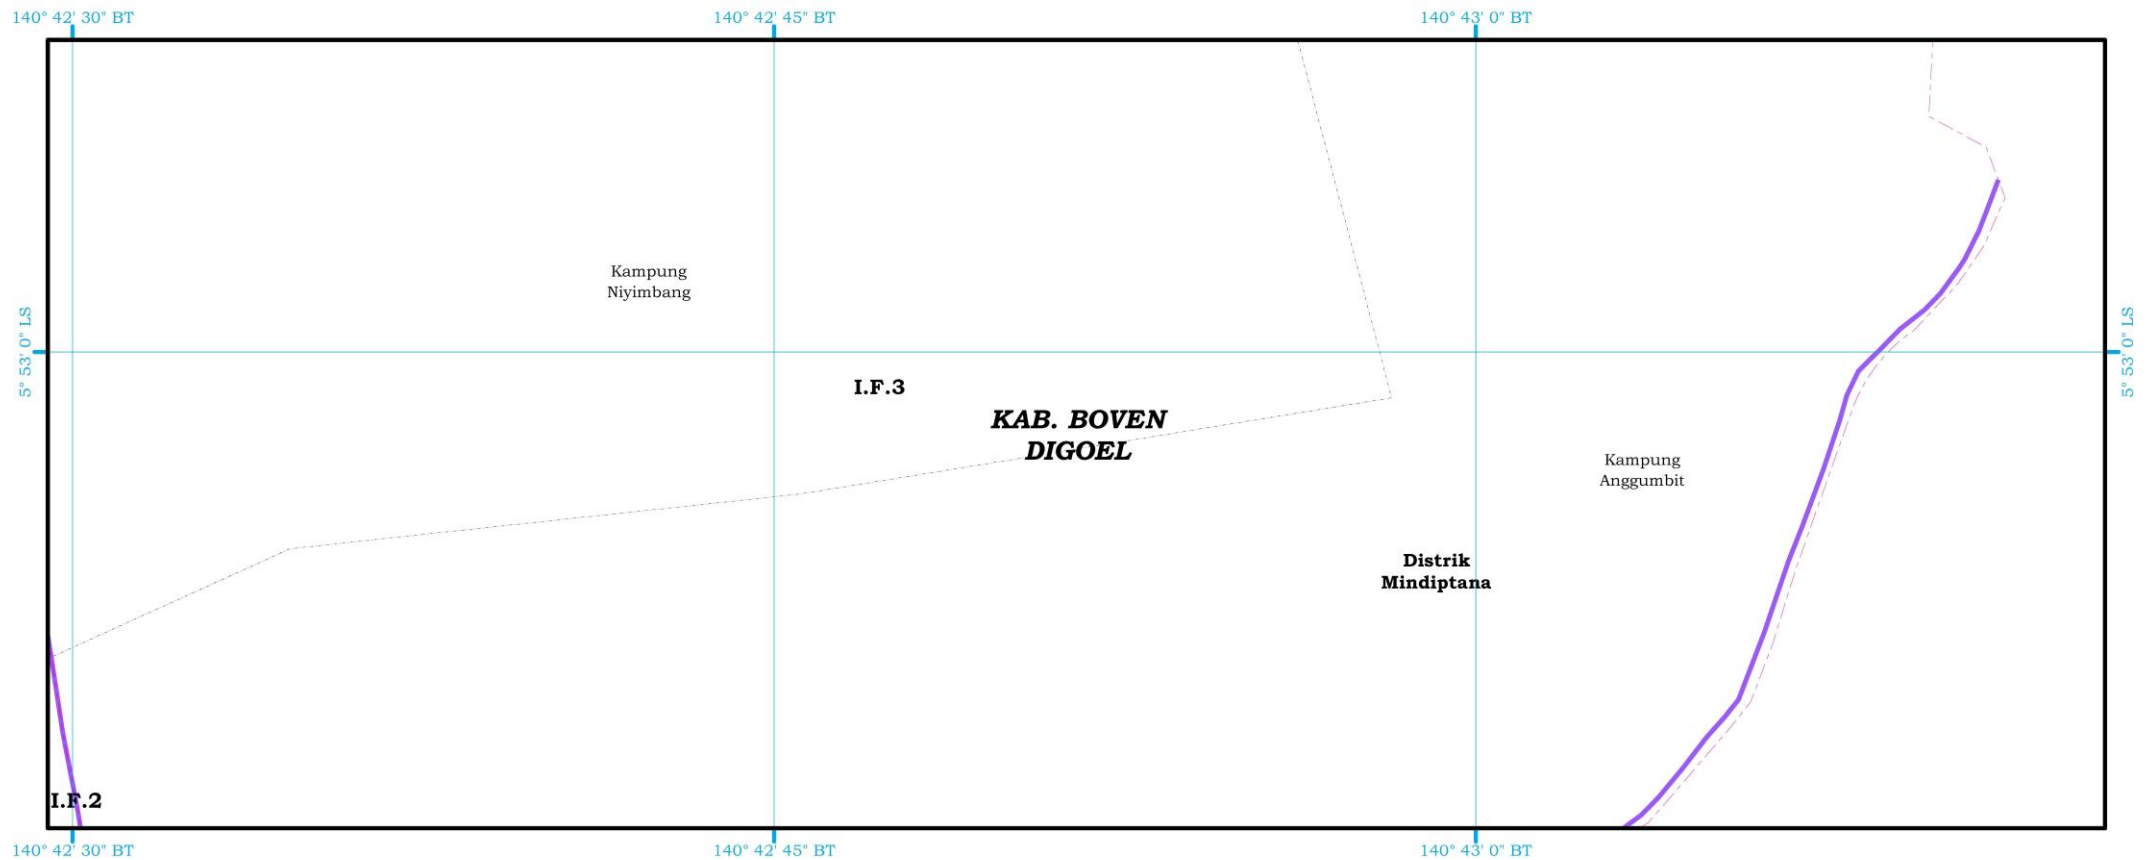 140° 42' 30" BT
140° 42' 45" BT
140° 43' 0" BT
Kampung
Niyimbang
5° 53' 0" LS
5° 53' 0" LS
I.F.3
KAB. BOVEN
DIGOEL
Kampung
Anggumbit
Distrik
Mindiptana
I.F.2
140° 42' 30" BT
140° 42' 45" BT
140° 43' 0" BT